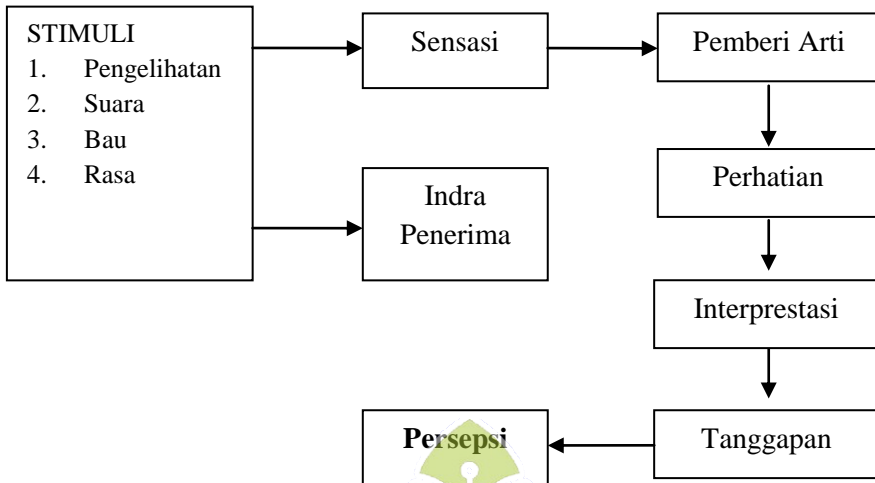 STIMULI
1. Pengelihatan
2. Suara
3. Bau
4. Rasa
Sensasi
Pemberi Arti
Indra
Penerima
Perhatian
Interprestasi
Tanggapan
Persepsi